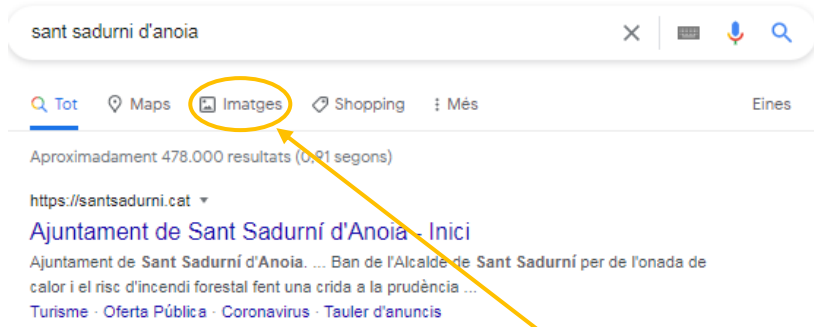 sant sadurni d'anoia
Tot Maps Imatges Shopping Més Eines
Aproximadament 478.000 resultats (0,91 segons)
https://santsadurni.cat
Ajuntament de Sant Sadurní d'Anoia - Inici
Ajuntament de Sant Sadurní d'Anoia. ... Ban de l'Alcalde de Sant Sadurní per de l'onada de
calor i el risc d'incendi forestal fent una crida a la prudència ...
Turisme · Oferta Pública · Coronavirus · Tauler d'anuncis